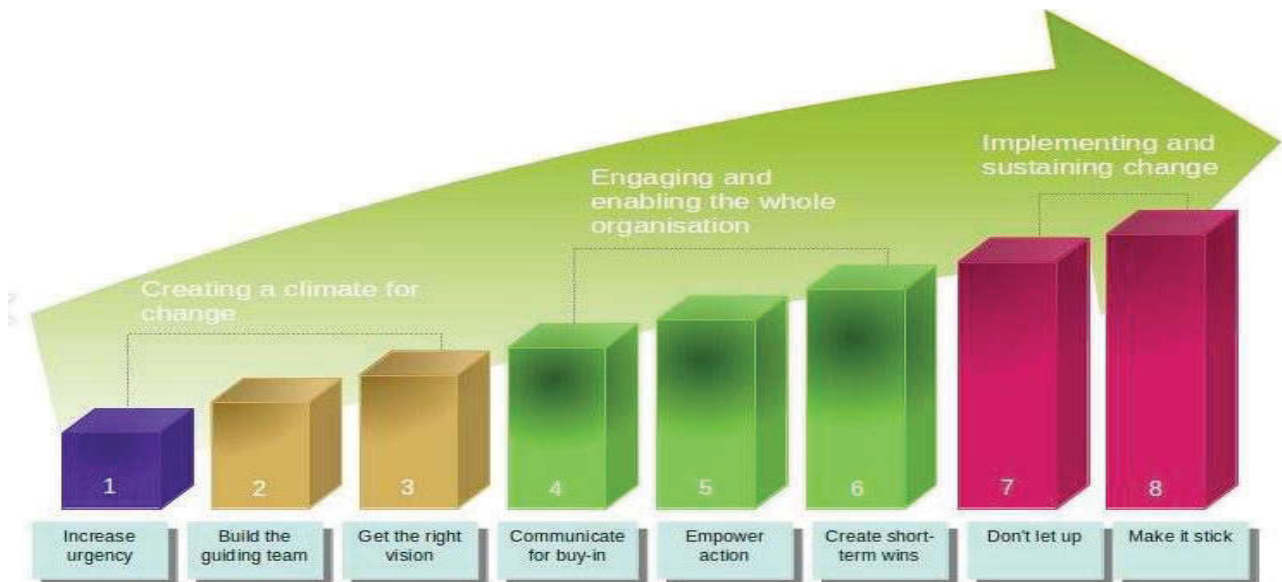 Implementing and
sustaining change
Engaging and
enabling the whole
organisation
Creating a climate for
change
1
2
3
4
5
6
7
8
Increase
urgency
Build the
guiding team
Get the right
vision
Communicate
for buy-in
Empower
action
Create short-
term wins
Don't let up
Make it stick